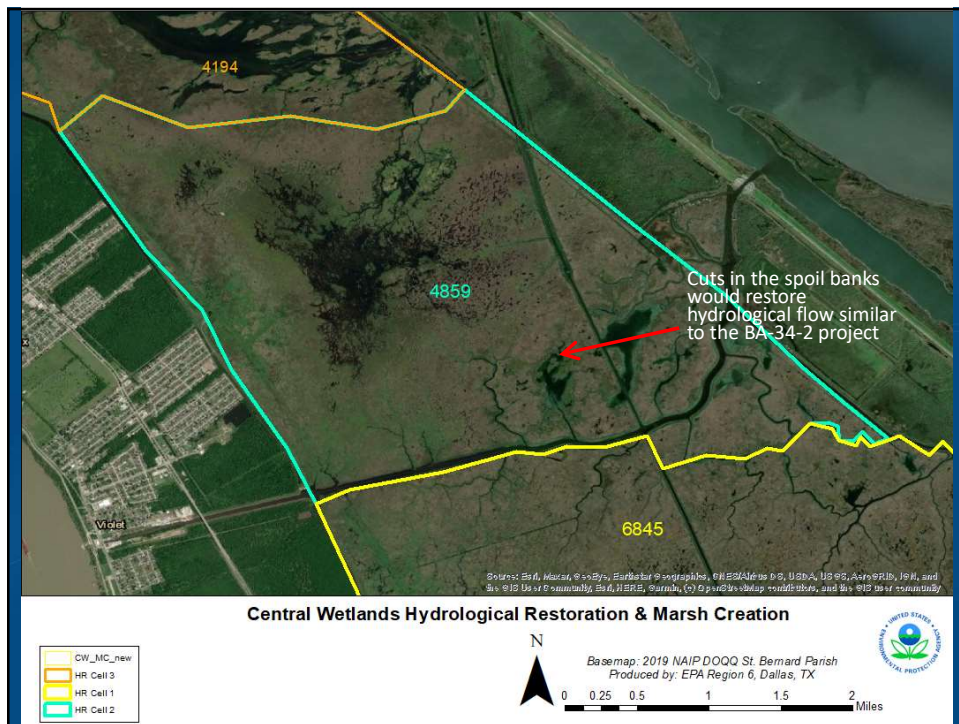 4194
4859
Cuts in the spoil banks
would restore
hydrological flow similar
to the BA-34-2 project
x
Violet
6845
Source: Esri, Maxar, GeoEye, Earthstar Geographics, CNES/Airbus DS, USDA, USGS, AeroGRID, IGN, and
the GIS User Community, Esri, HERE, Garmin, (c) OpenStreetMap contributors, and the GIS user community
Central Wetlands Hydrological Restoration & Marsh Creation
CW_MC_new
HR Cell 3
HR Cell 1
HR Cell 2
N
Basemap: 2019 NAIP DOQQ St. Bernard Parish
Produced by: EPA Region 6, Dallas, TX
0 0.25 0.5 1 1.5 2
Miles
UNITED STATES
ENVIRONMENTAL PROTECTION AGENCY